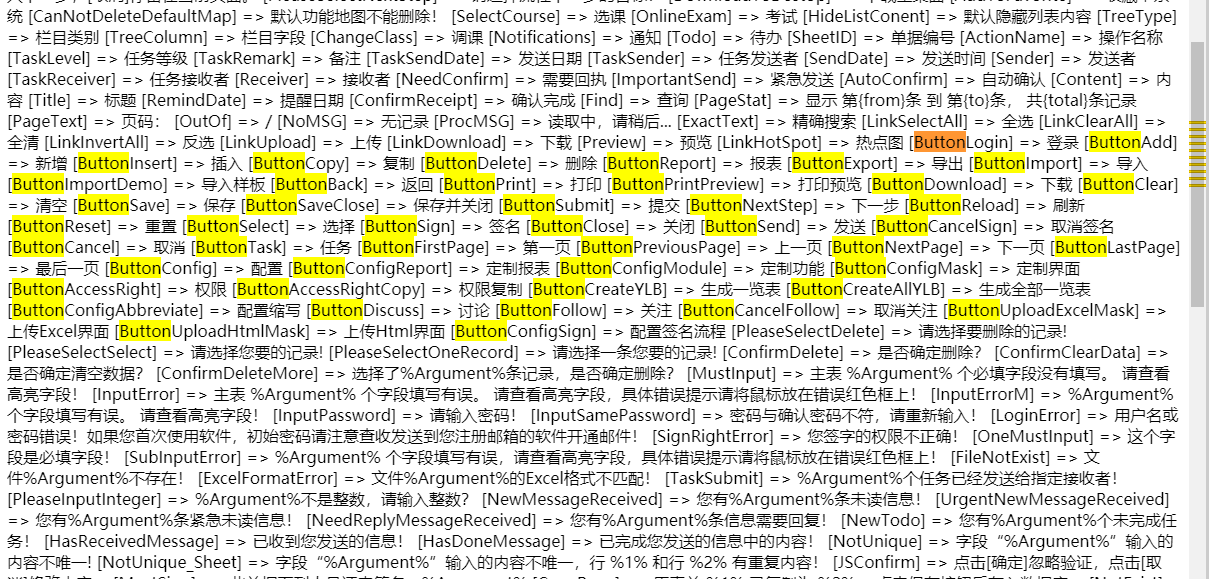 统 [CanNotDeleteDefaultMap] => 默认功能地图不能删除！ [SelectCourse] => 选课 [OnlineExam] => 考试 [HideListConent] => 默认隐藏列表内容 [TreeType]
=> 栏目类别 [TreeColumn] => 栏目字段 [ChangeClass] => 调课 [Notifications] => 通知 [Todo] => 待办 [SheetID] => 单据编号 [ActionName] => 操作名称
[TaskLevel] => 任务等级 [TaskRemark] => 备注 [TaskSendDate] => 发送日期 [TaskSender] => 任务发送者 [SendDate] => 发送时间 [Sender] => 发送者
[TaskReceiver] => 任务接收者 [Receiver] => 接收者 [NeedConfirm] => 需要回执 [ImportantSend] => 紧急发送 [AutoConfirm] => 自动确认 [Content] => 内
容 [Title] => 标题 [RemindDate] => 提醒日期 [ConfirmReceipt] => 确认完成 [Find] => 查询 [PageStat] => 显示 第{from}条 到 第{to}条， 共{total}条记录
[PageText] => 页码： [OutOf] => / [NoMSG] => 无记录 [ProcMSG] => 读取中，请稍后... [ExactText] => 精确搜索 [LinkSelectAll] => 全选 [LinkClearAll] =>
全清 [LinkInvertAll] => 反选 [LinkUpload] => 上传 [LinkDownload] => 下载 [Preview] => 预览 [LinkHotSpot] => 热点图 [ButtonLogin] => 登录 [ButtonAdd]
=> 新增 [ButtonInsert] => 插入 [ButtonCopy] => 复制 [ButtonDelete] => 删除 [ButtonReport] => 报表 [ButtonExport] => 导出 [ButtonImport] => 导入
[ButtonImportDemo] => 导入样板 [ButtonBack] => 返回 [ButtonPrint] => 打印 [ButtonPrintPreview] => 打印预览 [ButtonDownload] => 下载 [ButtonClear]
=> 清空 [ButtonSave] => 保存 [ButtonSaveClose] => 保存并关闭 [ButtonSubmit] => 提交 [ButtonNextStep] => 下一步 [ButtonReload] => 刷新
[ButtonReset] => 重置 [ButtonSelect] => 选择 [ButtonSign] => 签名 [ButtonClose] => 关闭 [ButtonSend] => 发送 [ButtonCancelSign] => 取消签名
[ButtonCancel] => 取消 [ButtonTask] => 任务 [ButtonFirstPage] => 第一页 [ButtonPreviousPage] => 上一页 [ButtonNextPage] => 下一页 [ButtonLastPage]
=> 最后一页 [ButtonConfig] => 配置 [ButtonConfigReport] => 定制报表 [ButtonConfigModule] => 定制功能 [ButtonConfigMask] => 定制界面
[ButtonAccessRight] => 权限 [ButtonAccessRightCopy] => 权限复制 [ButtonCreateYLB] => 生成一览表 [ButtonCreateAllYLB] => 生成全部一览表
[ButtonConfigAbbreviate] => 配置缩写 [ButtonDiscuss] => 讨论 [ButtonFollow] => 关注 [ButtonCancelFollow] => 取消关注 [ButtonUploadExcelMask] =>
上传Excel界面 [ButtonUploadHtmlMask] => 上传Html界面 [ButtonConfigSign] => 配置签名流程 [PleaseSelectDelete] => 请选择要删除的记录!
[PleaseSelectSelect] => 请选择您要的记录! [PleaseSelectOneRecord] => 请选择一条您要的记录! [ConfirmDelete] => 是否确定删除？ [ConfirmClearData] =>
是否确定清空数据？ [ConfirmDeleteMore] => 选择了%Argument%条记录，是否确定删除？ [MustInput] => 主表 %Argument% 个必填字段没有填写。 请查看
高亮字段！ [InputError] => 主表 %Argument% 个字段填写有误。 请查看高亮字段，具体错误提示请将鼠标放在错误红色框上！ [InputErrorM] => %Argument%
个字段填写有误。 请查看高亮字段！ [InputPassword] => 请输入密码！ [InputSamePassword] => 密码与确认密码不符，请重新输入！ [LoginError] => 用户名或
密码错误！如果您首次使用软件，初始密码请注意查收发送到您注册邮箱的软件开通邮件！ [SignRightError] => 您签字的权限不正确！ [OneMustInput] => 这个字
段是必填字段！ [SubInputError] => %Argument% 个字段填写有误，请查看高亮字段，具体错误提示请将鼠标放在错误红色框上！ [FileNotExist] => 文
件%Argument%不存在！ [ExcelFormatError] => 文件%Argument%的Excel格式不匹配！ [TaskSubmit] => %Argument%个任务已经发送给指定接收者！
[PleaseInputInteger] => %Argument%不是整数，请输入整数？ [NewMessageReceived] => 您有%Argument%条未读信息！ [UrgentNewMessageReceived]
=> 您有%Argument%条紧急未读信息！ [NeedReplyMessageReceived] => 您有%Argument%条信息需要回复！ [NewTodo] => 您有%Argument%个未完成任
务！ [HasReceivedMessage] => 已收到您发送的信息！ [HasDoneMessage] => 已完成您发送的信息中的内容！ [NotUnique] => 字段“%Argument%”输入的
内容不唯一! [NotUnique_Sheet] => 字段“%Argument%”输入的内容不唯一，行 %1% 和行 %2% 有重复内容！ [JSConfirm] => 点击[确定]忽略验证，点击[取